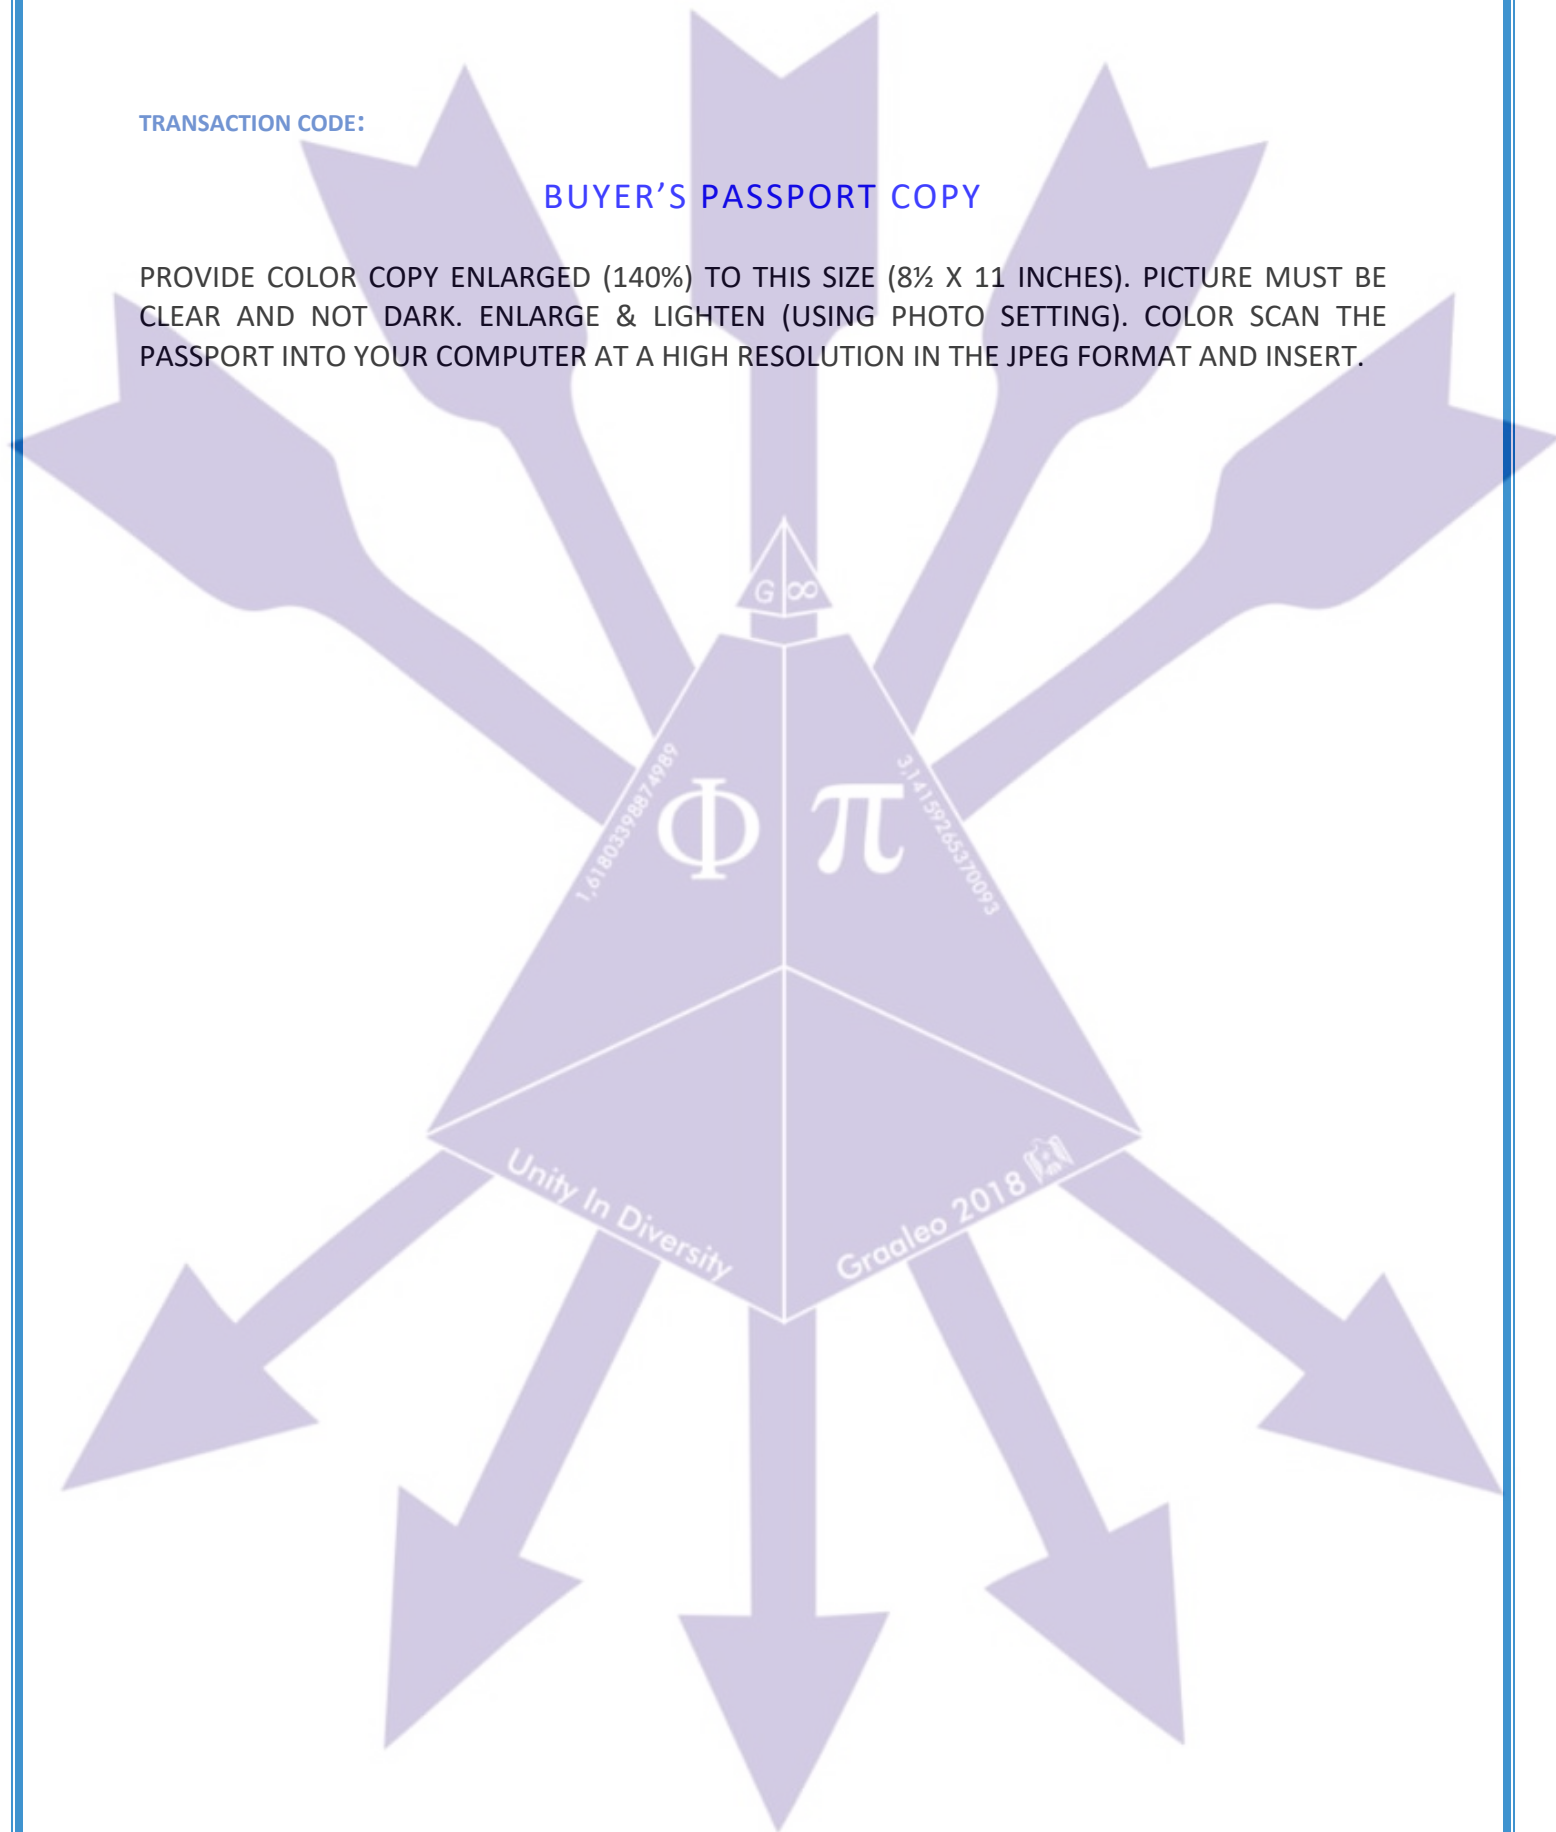 TRANSACTION CODE:
BUYER’S PASSPORT COPY
PROVIDE COLOR COPY ENLARGED (140%) TO THIS SIZE (8½ X 11 INCHES). PICTURE MUST BE
CLEAR AND NOT DARK. ENLARGE & LIGHTEN (USING PHOTO SETTING). COLOR SCAN THE
PASSPORT INTO YOUR COMPUTER AT A HIGH RESOLUTION IN THE JPEG FORMAT AND INSERT.
G ∞
1,61803398874989
Φ π
3,14159265370093
Unity In Diversity
Graaleo 2018